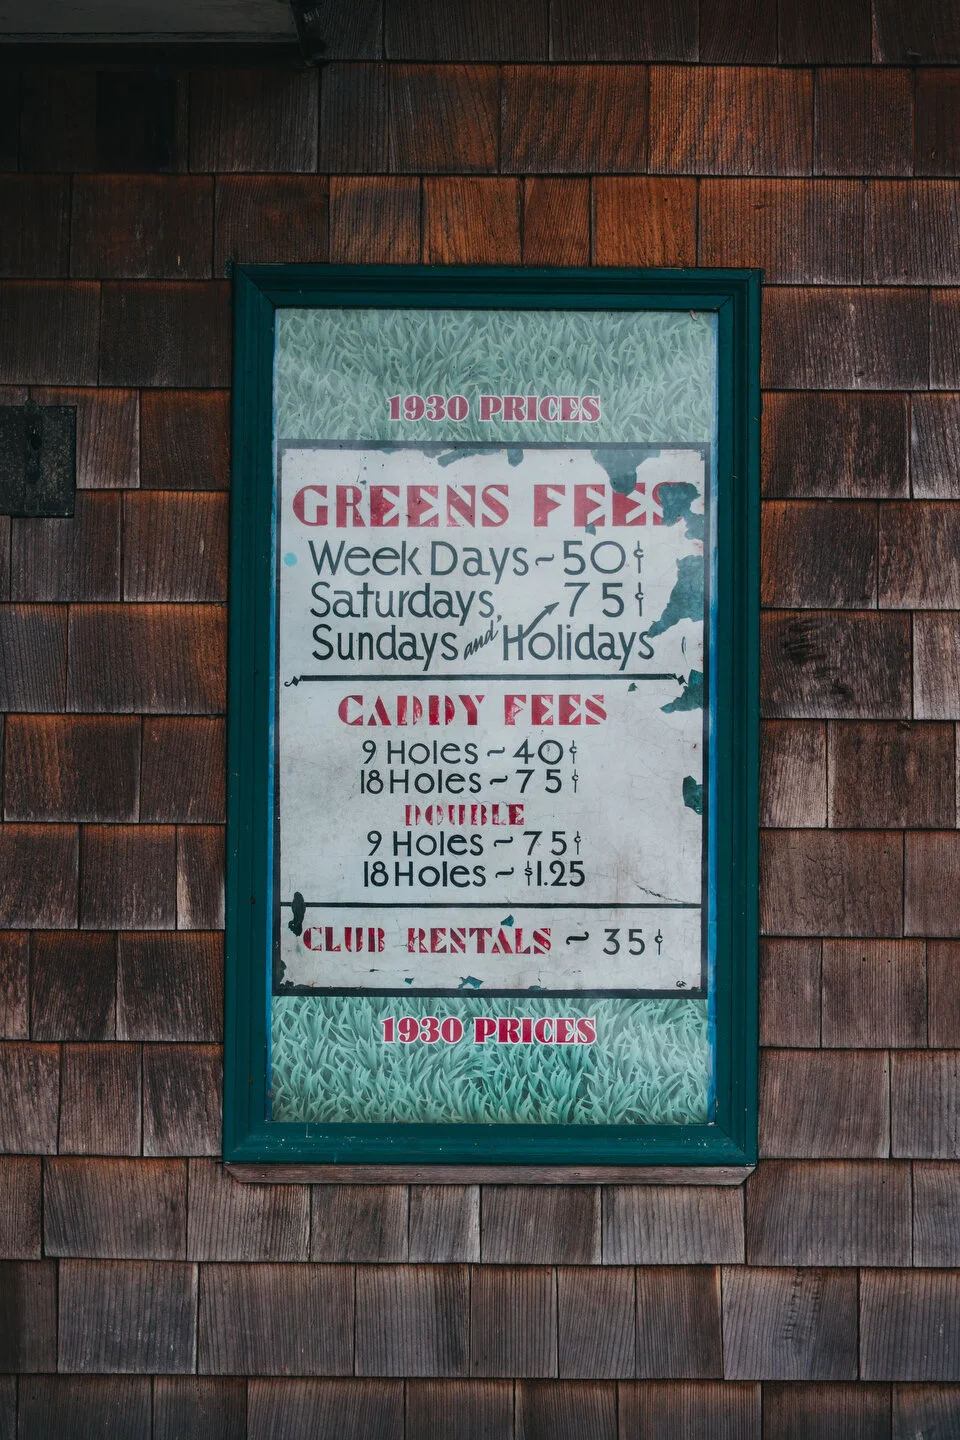 1930 PRICES
GREENS FEES
Week Days ~ 50¢
Saturdays, 75¢
Sundays and Holidays
CADDY FEES
9 Holes ~ 40¢
18 Holes ~ 75¢
DOUBLE
9 Holes ~ 75¢
18 Holes ~ $1.25
CLUB RENTALS ~ 35¢
1930 PRICES